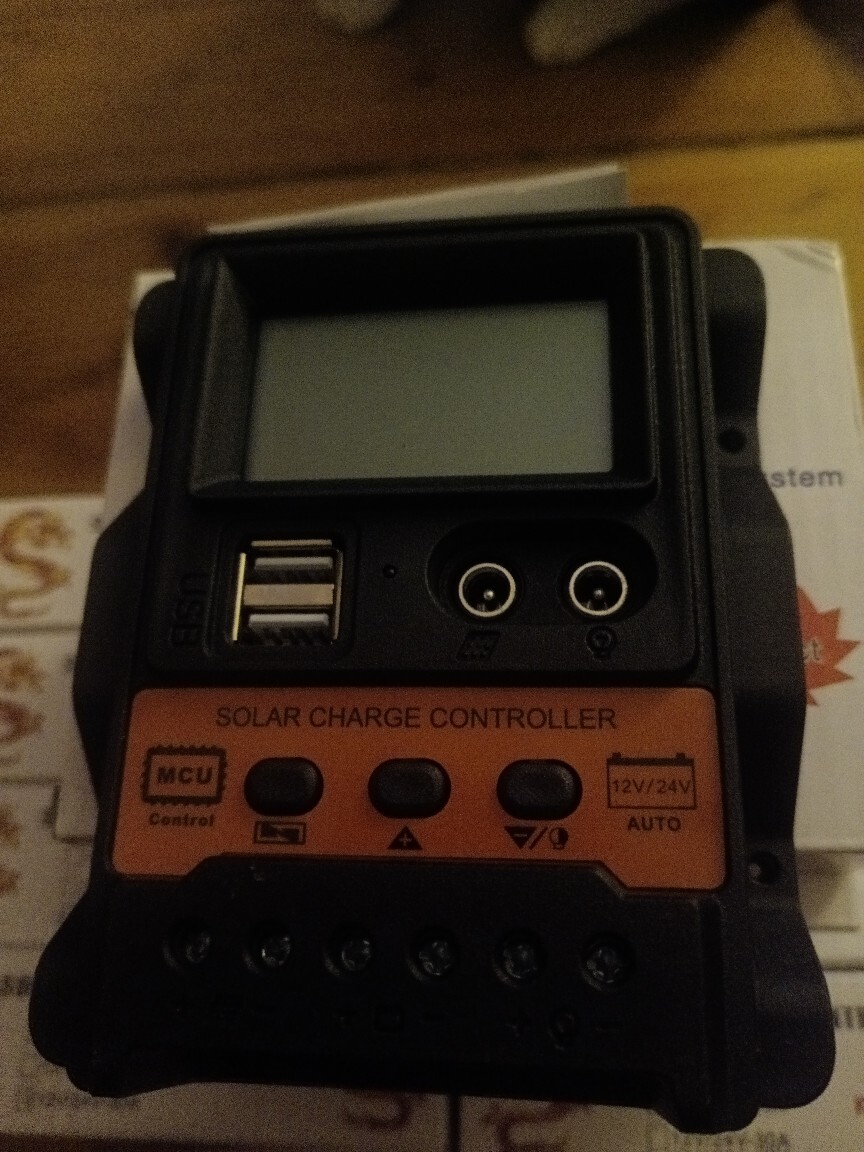 stem
USB
SOLAR CHARGE CONTROLLER
MCU
Control
12V/24V
AUTO